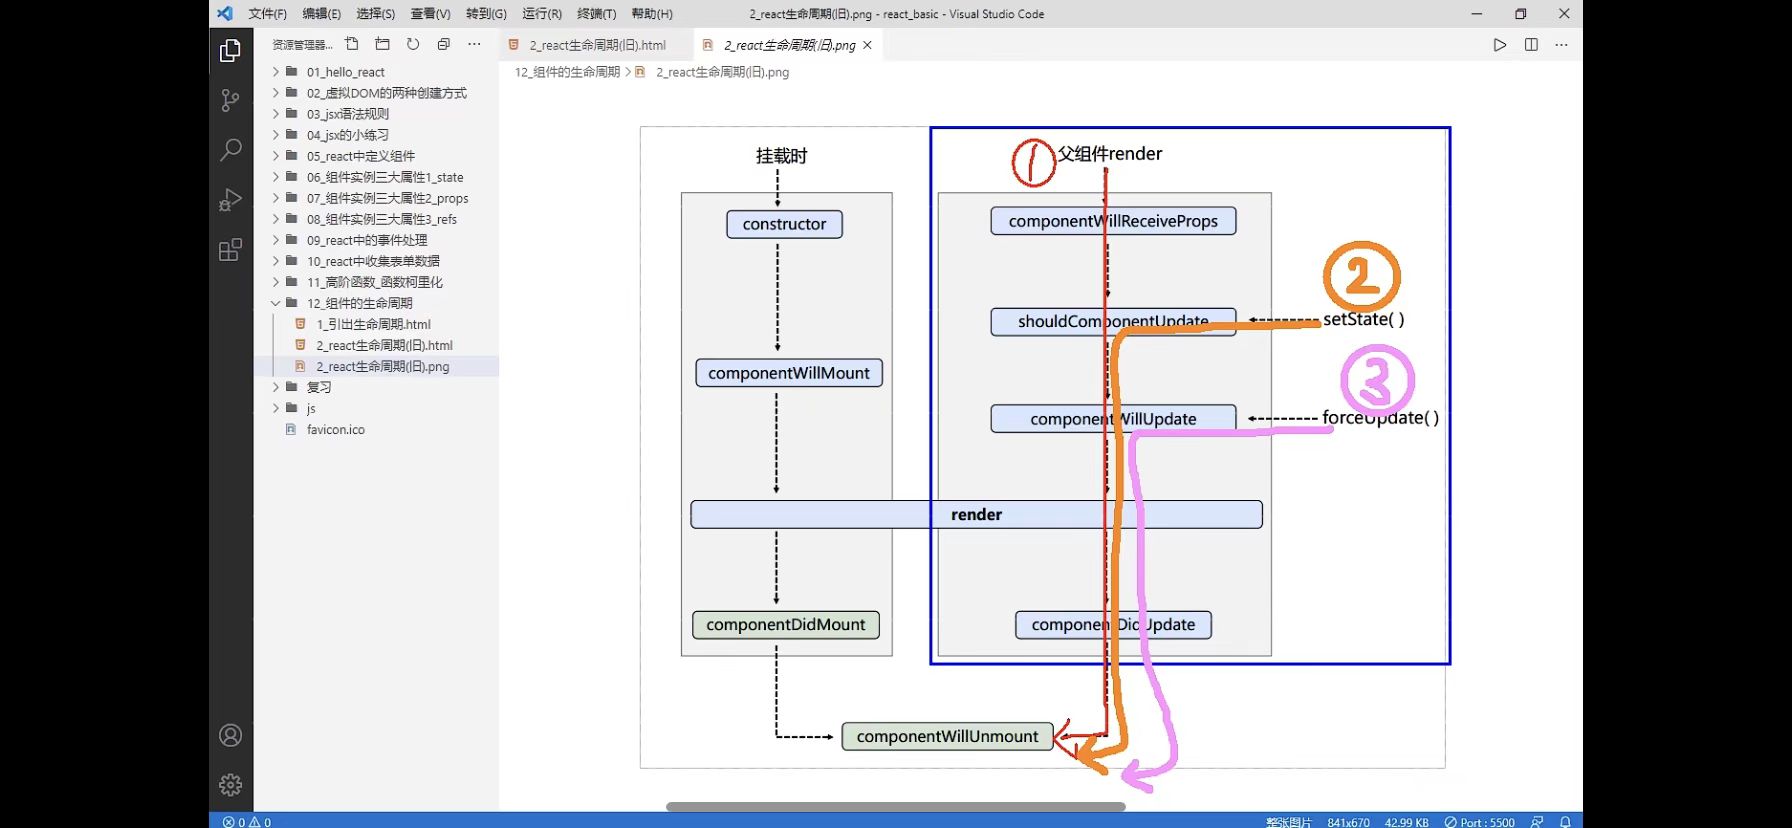 文件(F) 编辑(E) 选择(S) 查看(V) 转到(G) 运行(R) 终端(T) 帮助(H) 2_react生命周期(旧).png - react_basic - Visual Studio Code
资源管理器... 2_react生命周期(旧).html 2_react生命周期(旧).png
12_组件的生命周期 > 2_react生命周期(旧).png
01_hello_react
02_虚拟DOM的两种创建方式
03_jsx语法规则
04_jsx的小练习
05_react中定义组件
06_组件实例三大属性1_state
07_组件实例三大属性2_props
08_组件实例三大属性3_refs
09_react中的事件处理
10_react中收集表单数据
11_高阶函数_函数柯里化
12_组件的生命周期
1_引出生命周期.html
2_react生命周期(旧).html
2_react生命周期(旧).png
复习
js
favicon.ico
挂载时
constructor
componentWillMount
① 父组件render
componentWillReceiveProps
②
shouldComponentUpdate
setState( )
③
componentWillUpdate
forceUpdate( )
render
componentDidMount
componentDidUpdate
componentWillUnmount
0 0 整张图片 841x670 42.99 KB Port : 5500